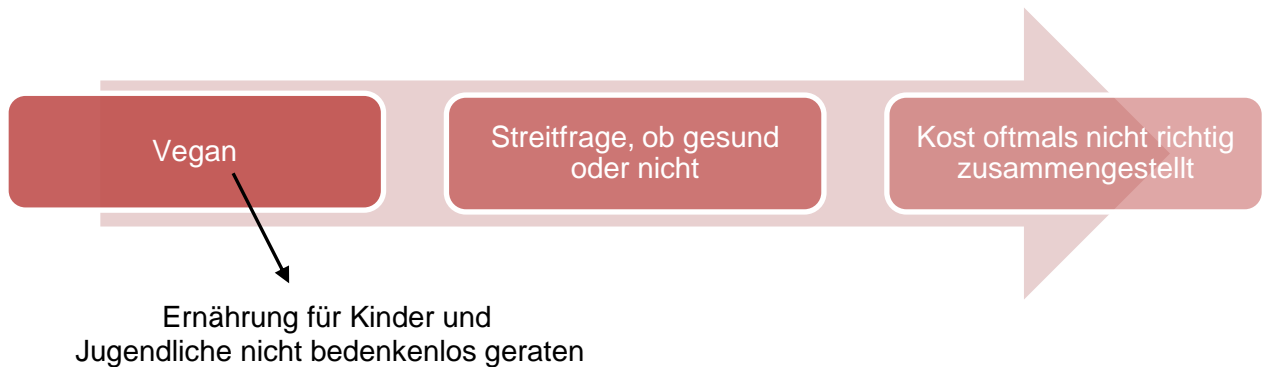 Vegan
Streitfrage, ob gesund
oder nicht
Kost oftmals nicht richtig
zusammengestellt
Ernährung für Kinder und
Jugendliche nicht bedenkenlos geraten